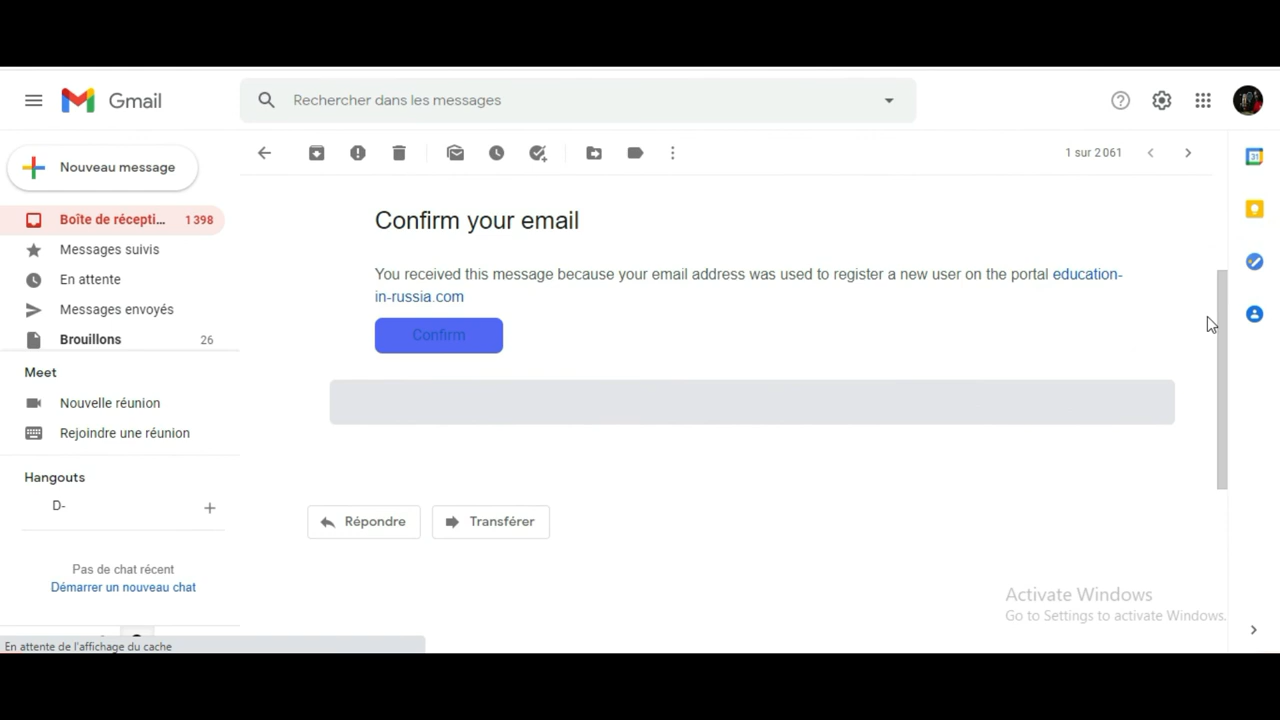 Gmail
Rechercher dans les messages
Nouveau message
1 sur 2 061
Boîte de récepti... 1 398
Messages suivis
En attente
Messages envoyés
Brouillons 26
Meet
Nouvelle réunion
Rejoindre une réunion
Hangouts
D-
Pas de chat récent
Démarrer un nouveau chat
En attente de l'affichage du cache
Confirm your email
You received this message because your email address was used to register a new user on the portal education-
in-russia.com
Confirm
Répondre
Transférer
31
Activate Windows
Go to Settings to activate Windows.